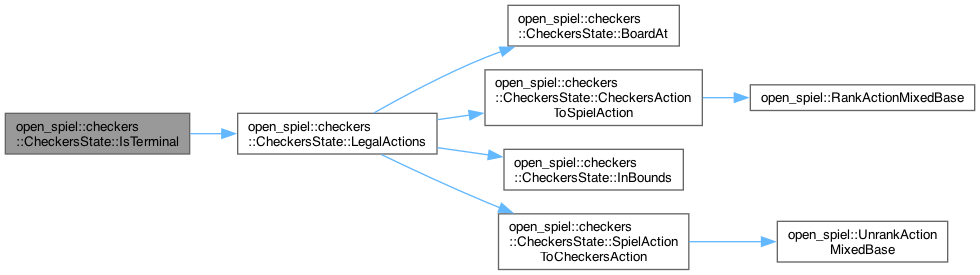 open_spiel::checkers
::CheckersState::IsTerminal
open_spiel::checkers
::CheckersState::LegalActions
open_spiel::checkers
::CheckersState::BoardAt
open_spiel::checkers
::CheckersState::CheckersAction
ToSpielAction
open_spiel::RankActionMixedBase
open_spiel::checkers
::CheckersState::InBounds
open_spiel::checkers
::CheckersState::SpielAction
ToCheckersAction
open_spiel::UnrankAction
MixedBase